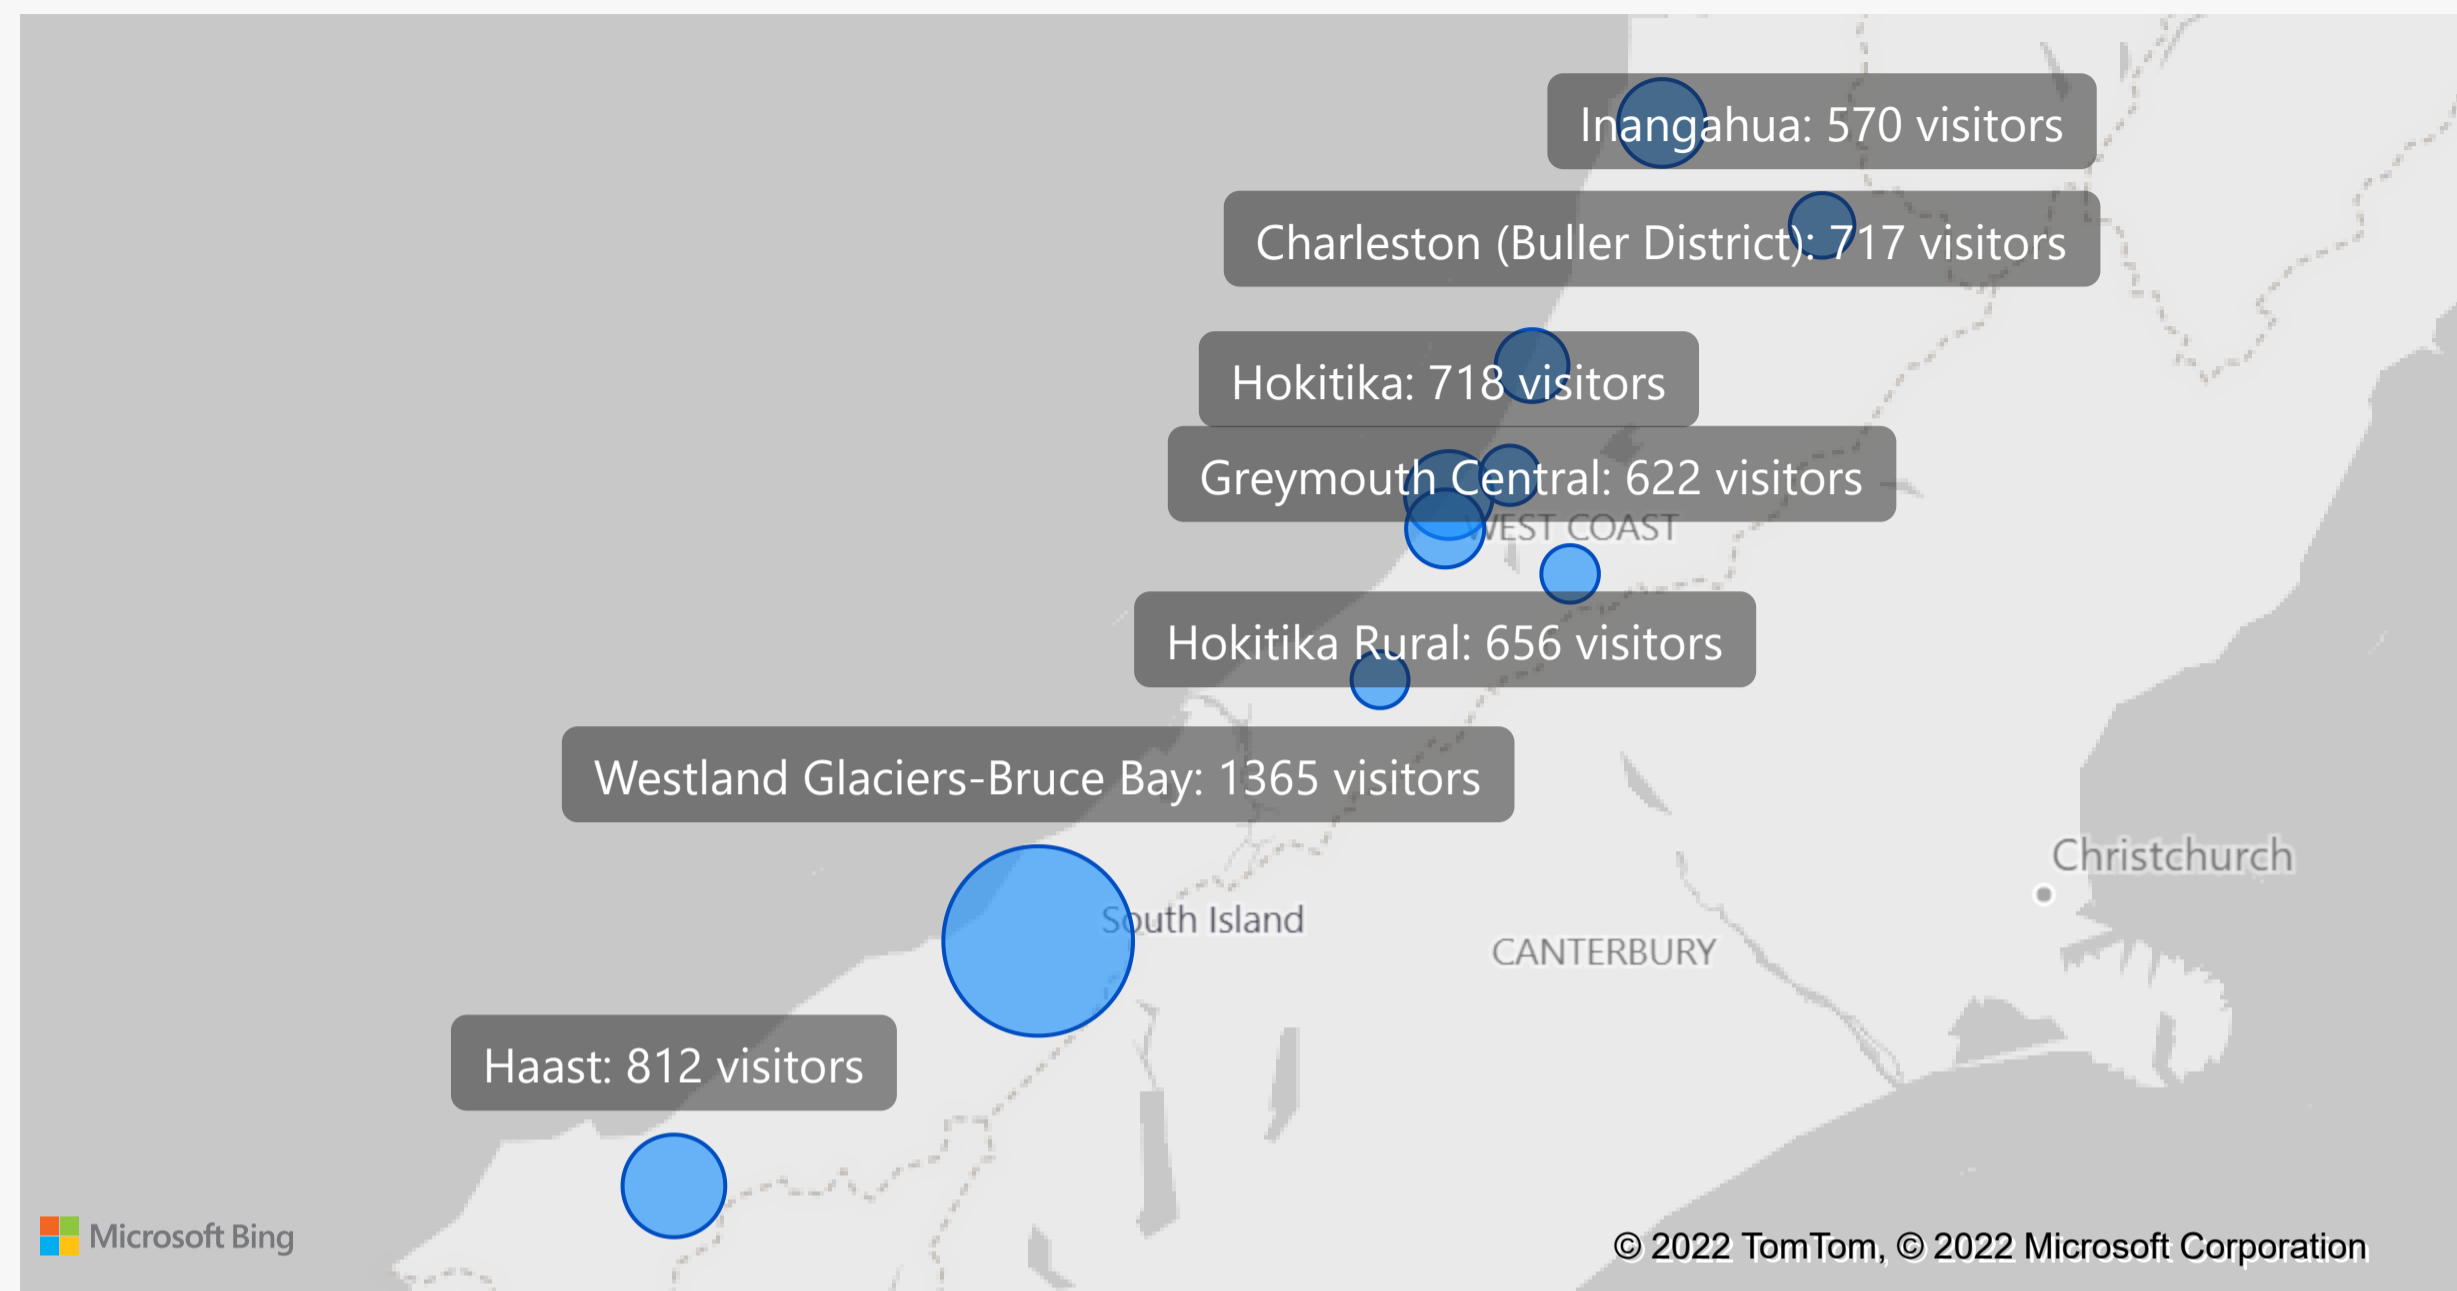 Inangahua: 570 visitors
Charleston (Buller District): 717 visitors
Hokitika: 718 visitors
Greymouth Central: 622 visitors
WEST COAST
Hokitika Rural: 656 visitors
Westland Glaciers-Bruce Bay: 1365 visitors
Christchurch
South Island
CANTERBURY
Haast: 812 visitors
Microsoft Bing
© 2022 TomTom, © 2022 Microsoft Corporation